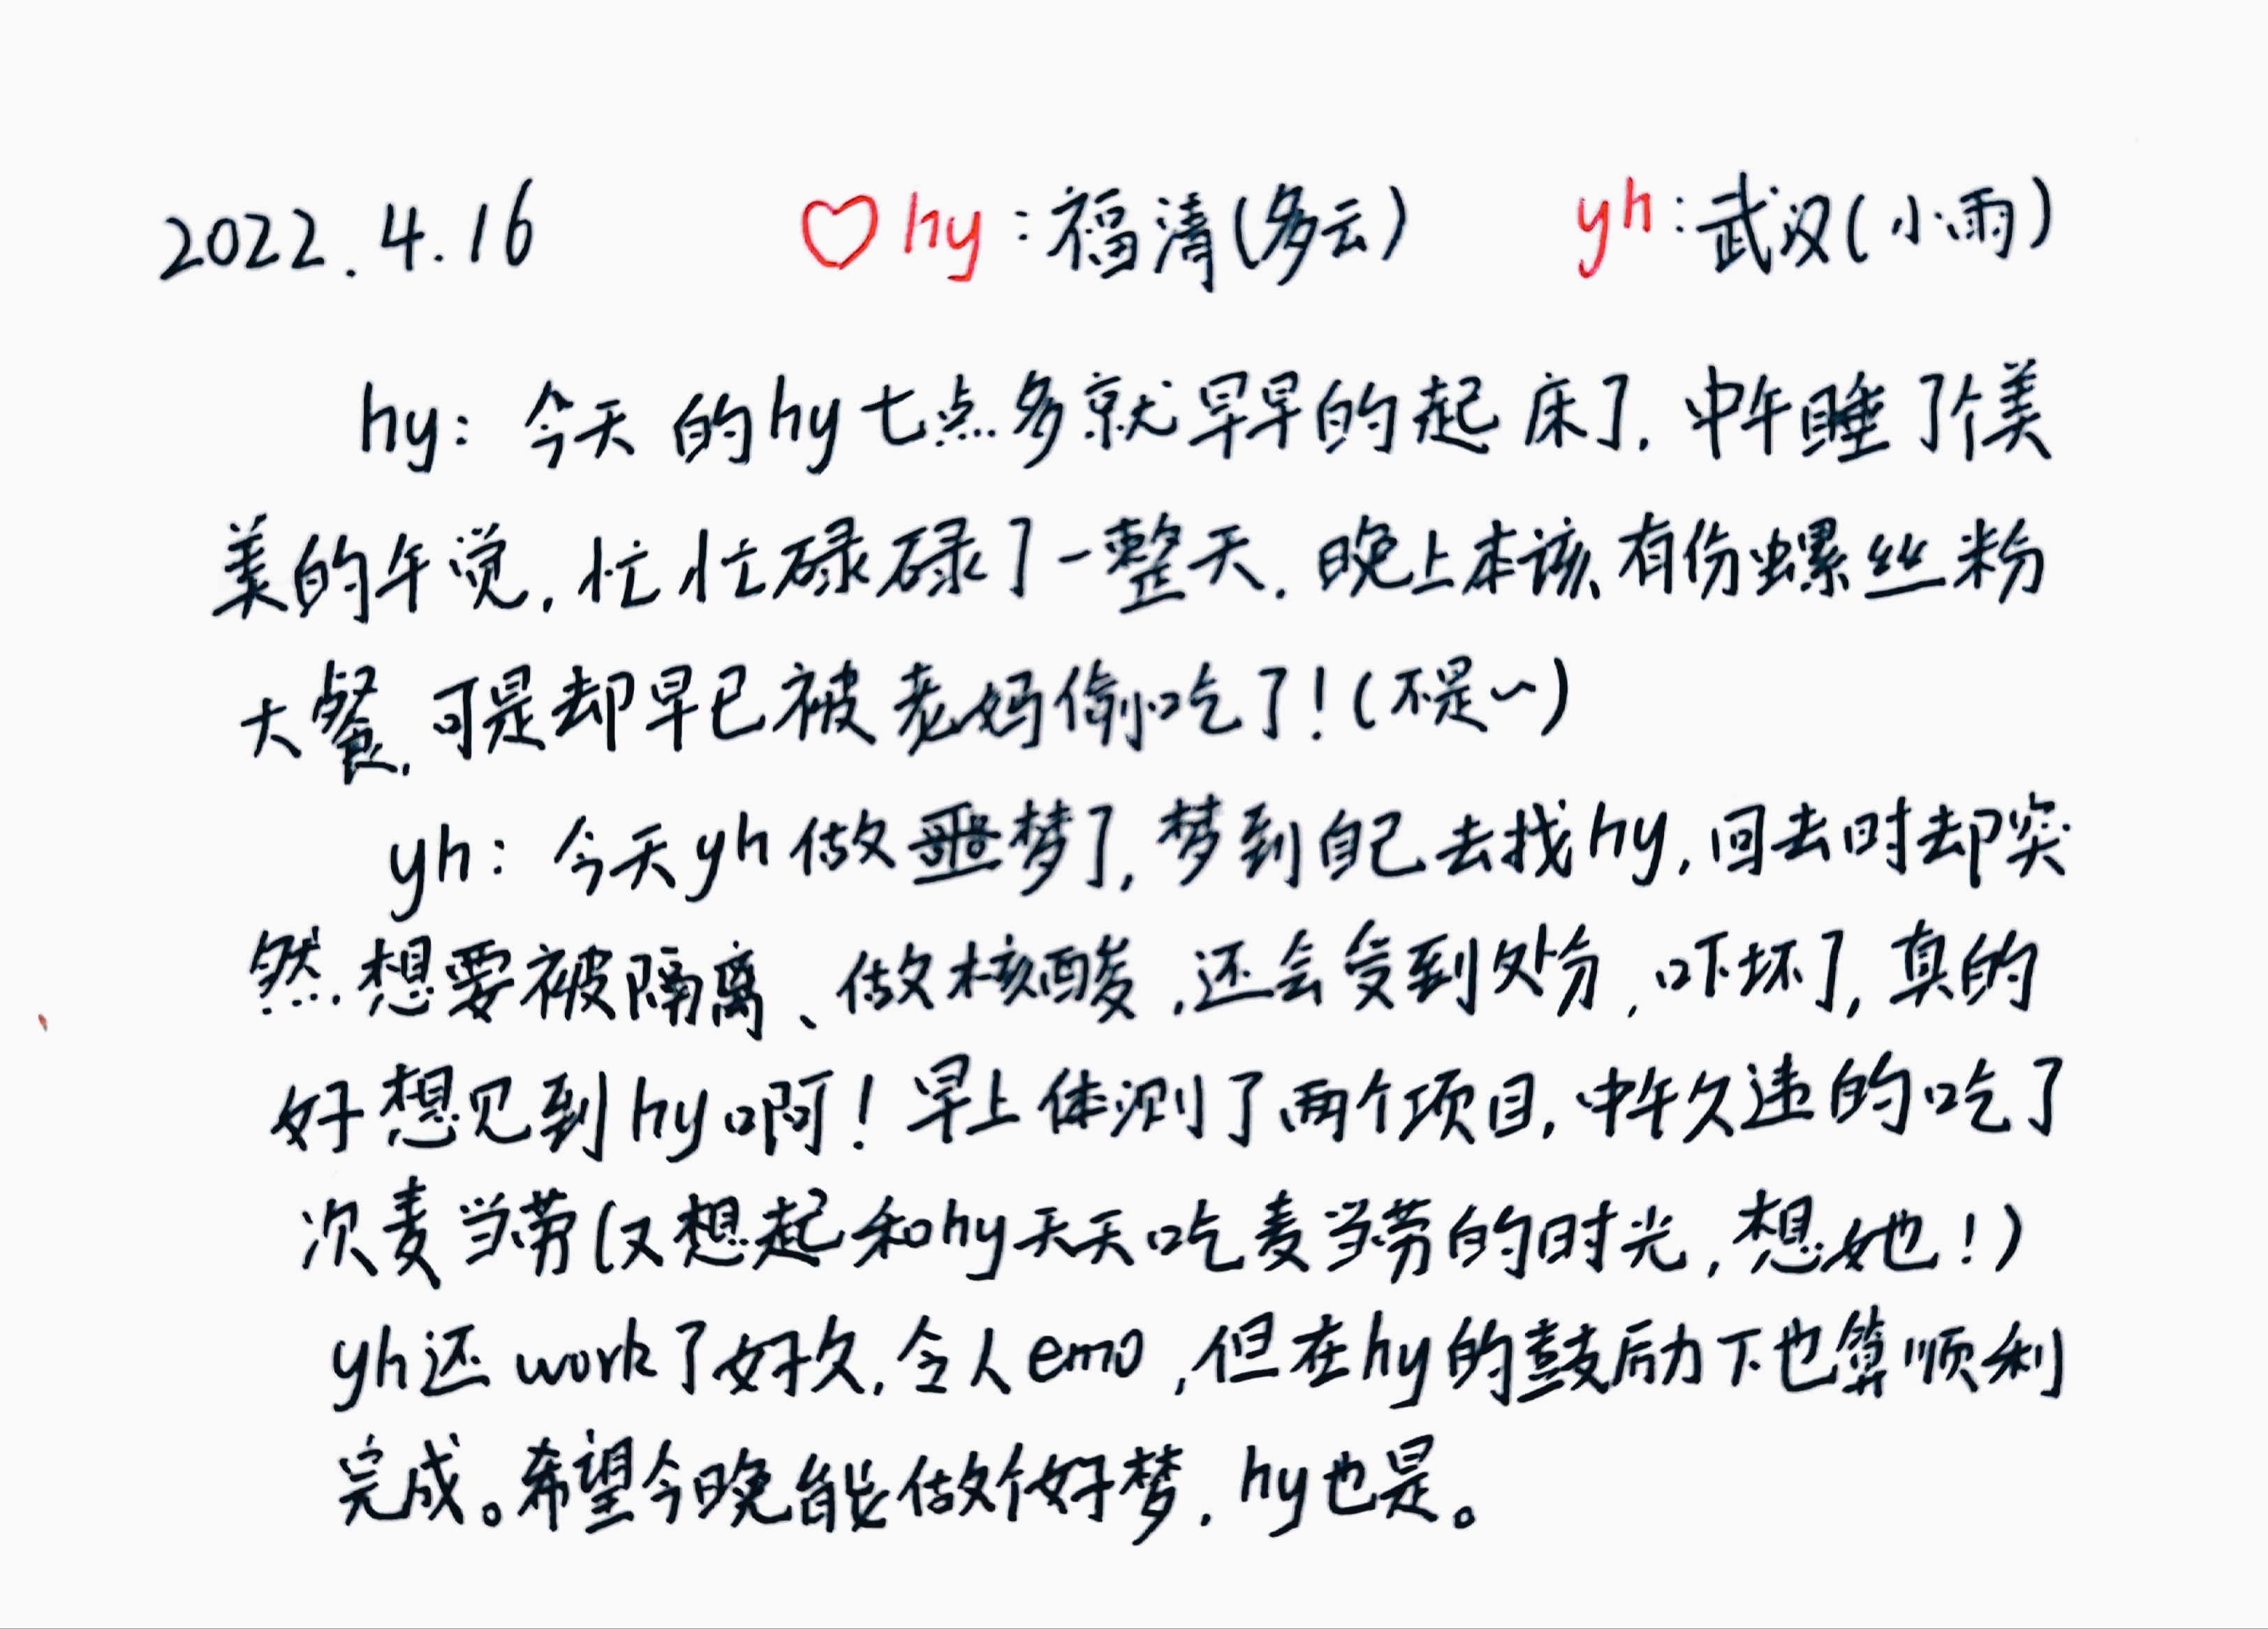 2022.4.16 ♡hy:福清(多云) yh:武汉(小雨)
hy: 今天的hy七点多就早早的起床了,中午睡了个美
美的午觉,忙忙碌碌了一整天.晚上本该有份螺丝粉
大餐,可是却早已被老妈偷吃了!(不是~)
yh: 今天yh做噩梦了,梦到自己去找hy,回去时却突
然想要被隔离、做核酸,还会受到处分,吓坏了,真的
好想见到hy啊!早上体测了两个项目,中午久违的吃了
次麦当劳(又想起和hy天天吃麦当劳的时光,想她!)
yh还work了好久,令人emo,但在hy的鼓励下也算顺利
完成。希望今晚能做个好梦,hy也是。